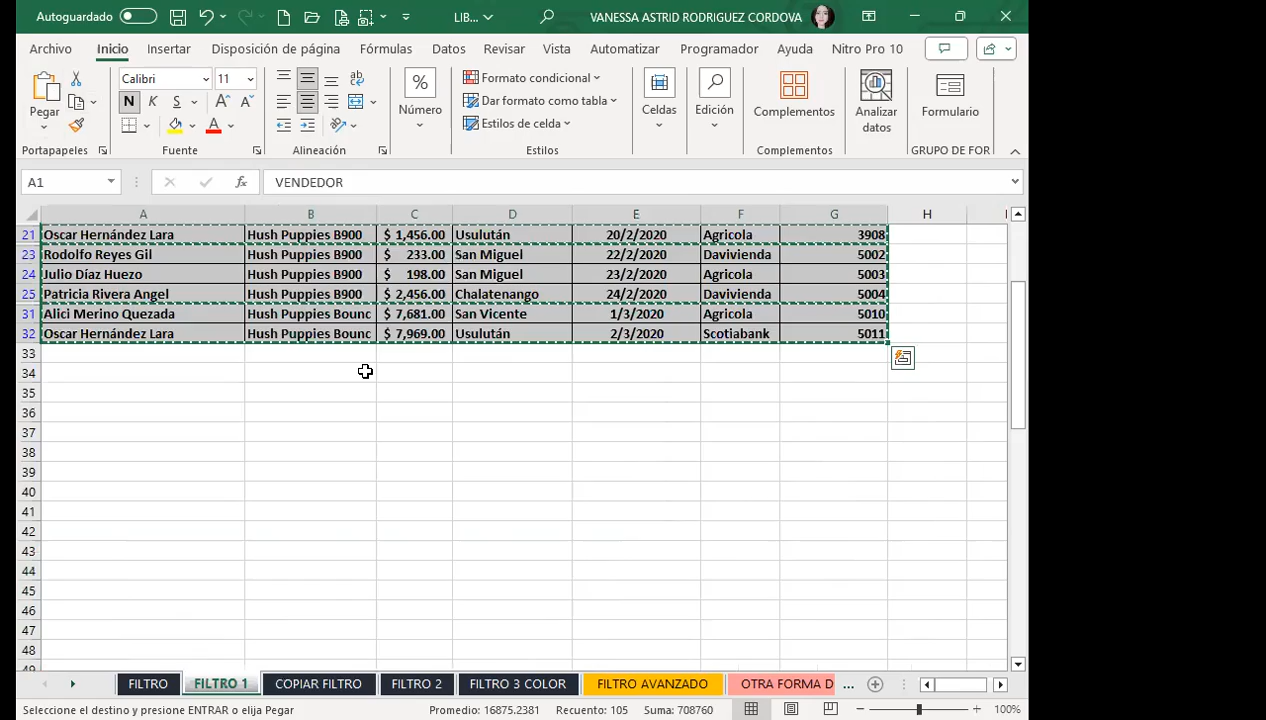 Autoguardado LIB... VANESSA ASTRID RODRIGUEZ CORDOVA
Archivo Inicio Insertar Disposición de página Fórmulas Datos Revisar Vista Automatizar Programador Ayuda Nitro Pro 10
Pegar Calibri 11 N K S Número Formato condicional Dar formato como tabla Estilos de celda Celdas Edición Complementos Analizar datos Formulario
Portapapeles Fuente Alineación Estilos Complementos GRUPO DE FOR
A1 fx VENDEDOR
A B C D E F G H I
21 Oscar Hernández Lara Hush Puppies B900 $ 1,456.00 Usulután 20/2/2020 Agricola 3908
23 Rodolfo Reyes Gil Hush Puppies B900 $ 233.00 San Miguel 22/2/2020 Davivienda 5002
24 Julio Díaz Huezo Hush Puppies B900 $ 198.00 San Miguel 23/2/2020 Agricola 5003
25 Patricia Rivera Angel Hush Puppies B900 $ 2,456.00 Chalatenango 24/2/2020 Davivienda 5004
31 Alici Merino Quezada Hush Puppies Bounc $ 7,681.00 San Vicente 1/3/2020 Agricola 5010
32 Oscar Hernández Lara Hush Puppies Bounc $ 7,969.00 Usulután 2/3/2020 Scotiabank 5011
33
34
35
36
37
38
39
40
41
42
43
44
45
46
47
48
49
FILTRO FILTRO 1 COPIAR FILTRO FILTRO 2 FILTRO 3 COLOR FILTRO AVANZADO OTRA FORMA D ...
Seleccione el destino y presione ENTRAR o elija Pegar Promedio: 16875.2381 Recuento: 105 Suma: 708760 100%